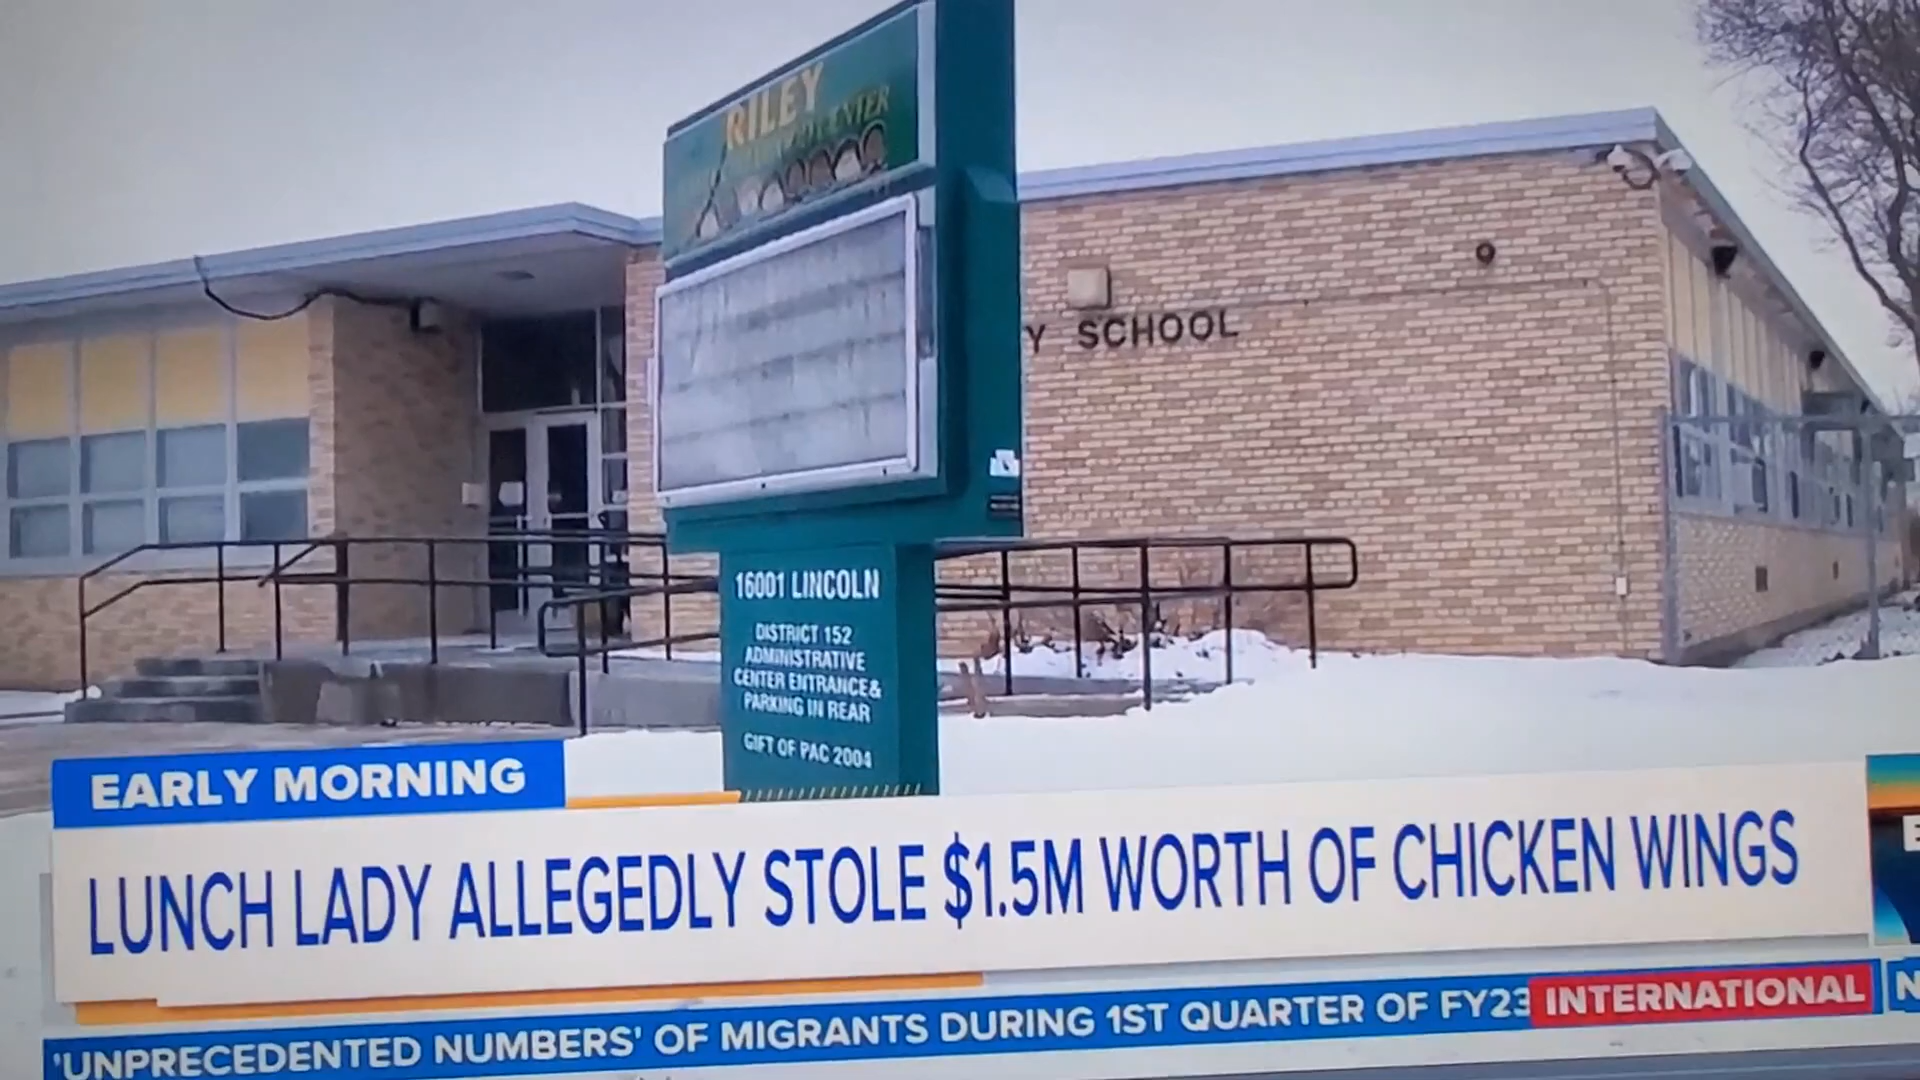 RILEY
Y SCHOOL
16001 LINCOLN
DISTRICT 152
ADMINISTRATIVE
CENTER ENTRANCE &
PARKING IN REAR
GIFT OF PAC 2004
EARLY MORNING
LUNCH LADY ALLEGEDLY STOLE $1.5M WORTH OF CHICKEN WINGS
'UNPRECEDENTED NUMBERS' OF MIGRANTS DURING 1ST QUARTER OF FY23 INTERNATIONAL N